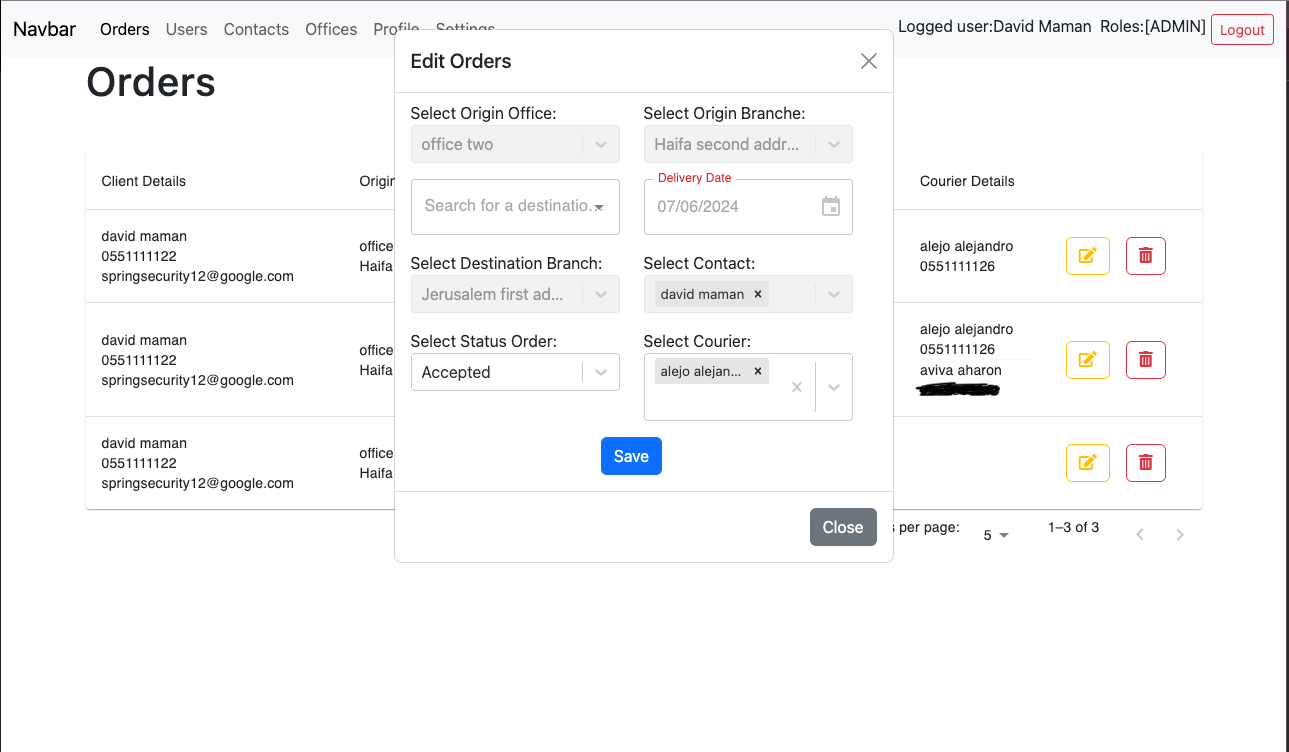 Navbar Orders Users Contacts Offices Profile Settings Logged user:David Maman Roles:[ADMIN] Logout
Orders
Edit Orders
Select Origin Office: Select Origin Branche:
office two Haifa second addr...
Search for a destinatio... Delivery Date 07/06/2024
Select Destination Branch: Select Contact:
Jerusalem first ad... david maman
Select Status Order: Select Courier:
Accepted alejo alejan...
Save
Close
Client Details Courier Details
david maman office alejo alejandro
0551111122 Haifa 0551111126
springsecurity12@google.com
david maman office alejo alejandro
0551111122 Haifa 0551111126
springsecurity12@google.com aviva aharon
david maman office
0551111122 Haifa
springsecurity12@google.com
per page: 5 1–3 of 3